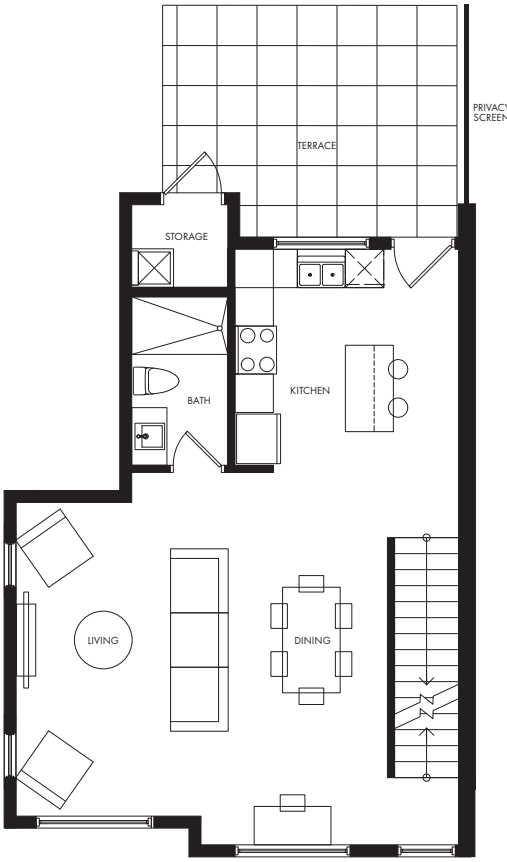 PRIVACY
SCREEN
TERRACE
STORAGE
BATH
KITCHEN
LIVING
DINING